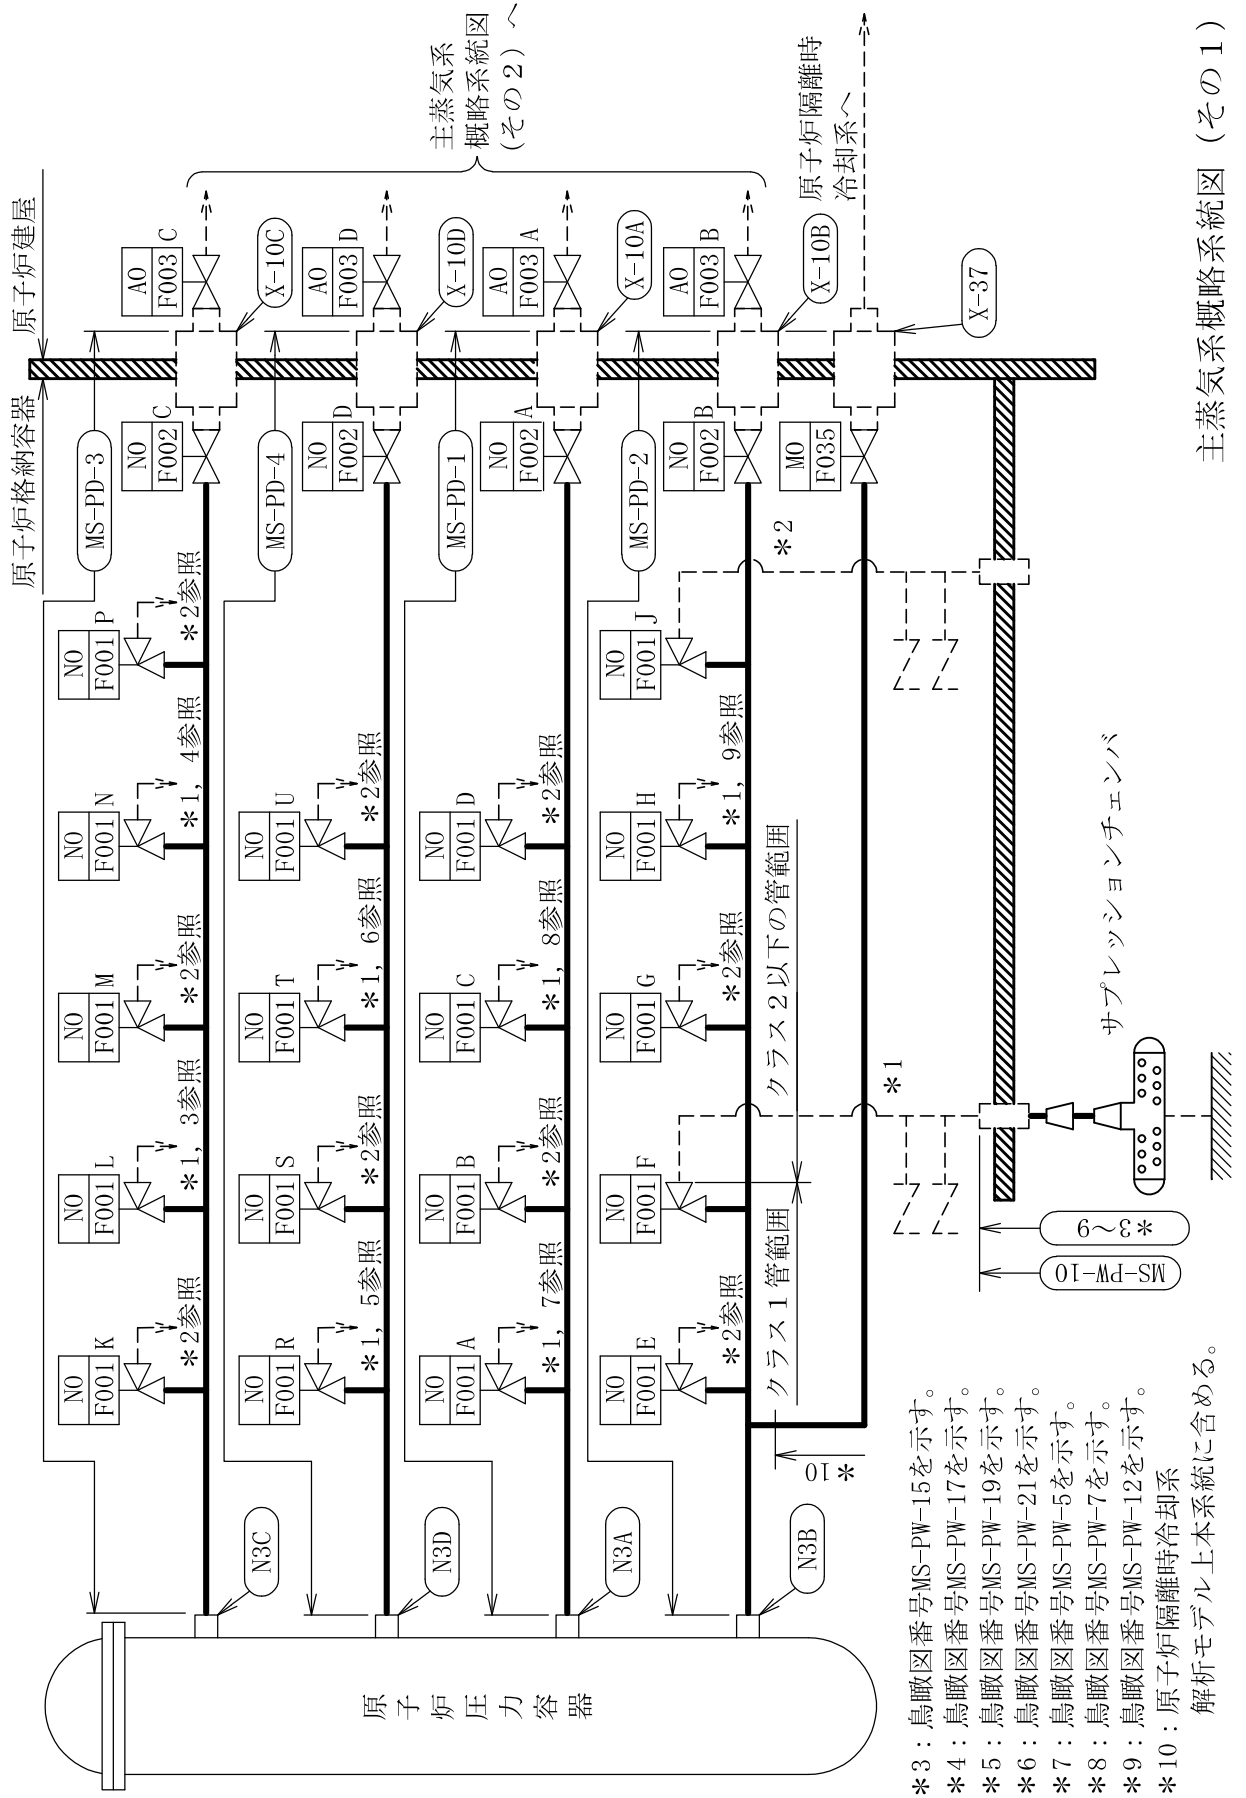 原子炉格納容器
原子炉建屋
主蒸気系
概略系統図
(その２) へ
原子炉隔離時
冷却系へ
MS-PD-3
NO
F001 K
*2参照
NO
F001 L
*1, 3参照
NO
F001 M
*2参照
NO
F001 N
*1, 4参照
NO
F001 P
*2参照
NO
F002 C
AO
F003 C
N3C
X-10C
MS-PD-4
NO
F001 R
*1, 5参照
NO
F001 S
*2参照
NO
F001 T
*1, 6参照
NO
F001 U
*2参照
NO
F002 D
AO
F003 D
N3D
X-10D
MS-PD-1
NO
F001 A
*1, 7参照
NO
F001 B
*2参照
NO
F001 C
*1, 8参照
NO
F001 D
*2参照
NO
F002 A
AO
F003 A
N3A
X-10A
MS-PD-2
NO
F001 E
*2参照
NO
F001 F
NO
F001 G
*2参照
NO
F001 H
*1, 9参照
NO
F001 J
*2
NO
F002 B
AO
F003 B
N3B
X-10B
クラス１管範囲
クラス２以下の管範囲
MO
F035
X-37
*10
*1
原子炉圧力容器
*3～9
MS-PW-10
サプレッションチェンバ
*3：鳥瞰図番号MS-PW-15を示す。
*4：鳥瞰図番号MS-PW-17を示す。
*5：鳥瞰図番号MS-PW-19を示す。
*6：鳥瞰図番号MS-PW-21を示す。
*7：鳥瞰図番号MS-PW-5を示す。
*8：鳥瞰図番号MS-PW-7を示す。
*9：鳥瞰図番号MS-PW-12を示す。
*10：原子炉隔離時冷却系
解析モデル上本系統に含める。
主蒸気系概略系統図 (その１)